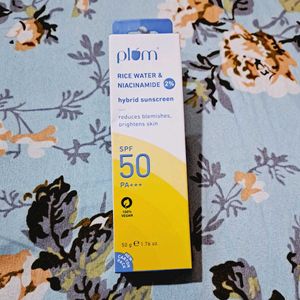 plum
RICE WATER &
NIACINAMIDE 2%
hybrid sunscreen
reduces blemishes,
brightens skin
SPF
50
PA+++
100%
VEGAN
50 g ℮ 1.76 oz.